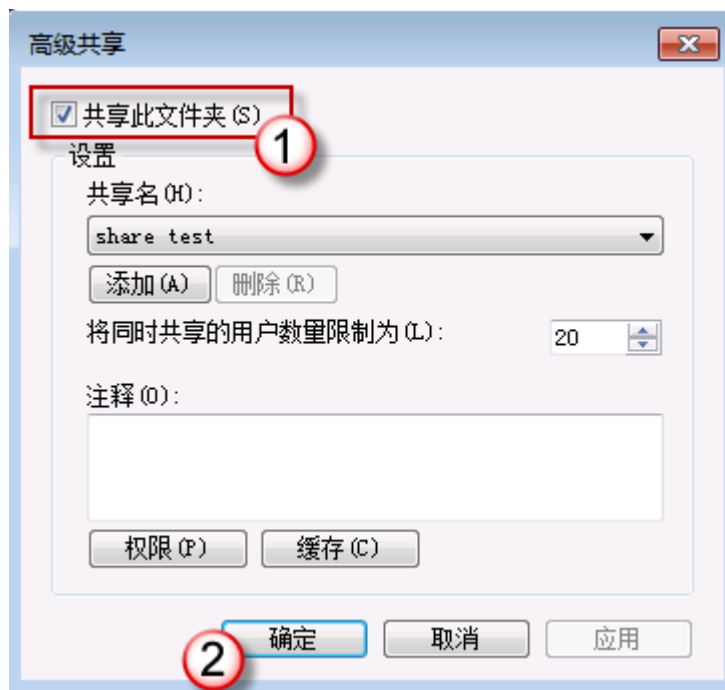 高级共享
共享此文件夹(S)
1
设置
共享名(H):
share test
添加(A) 删除(R)
将同时共享的用户数量限制为(L): 20
注释(O):
权限(P) 缓存(C)
2 确定 取消 应用